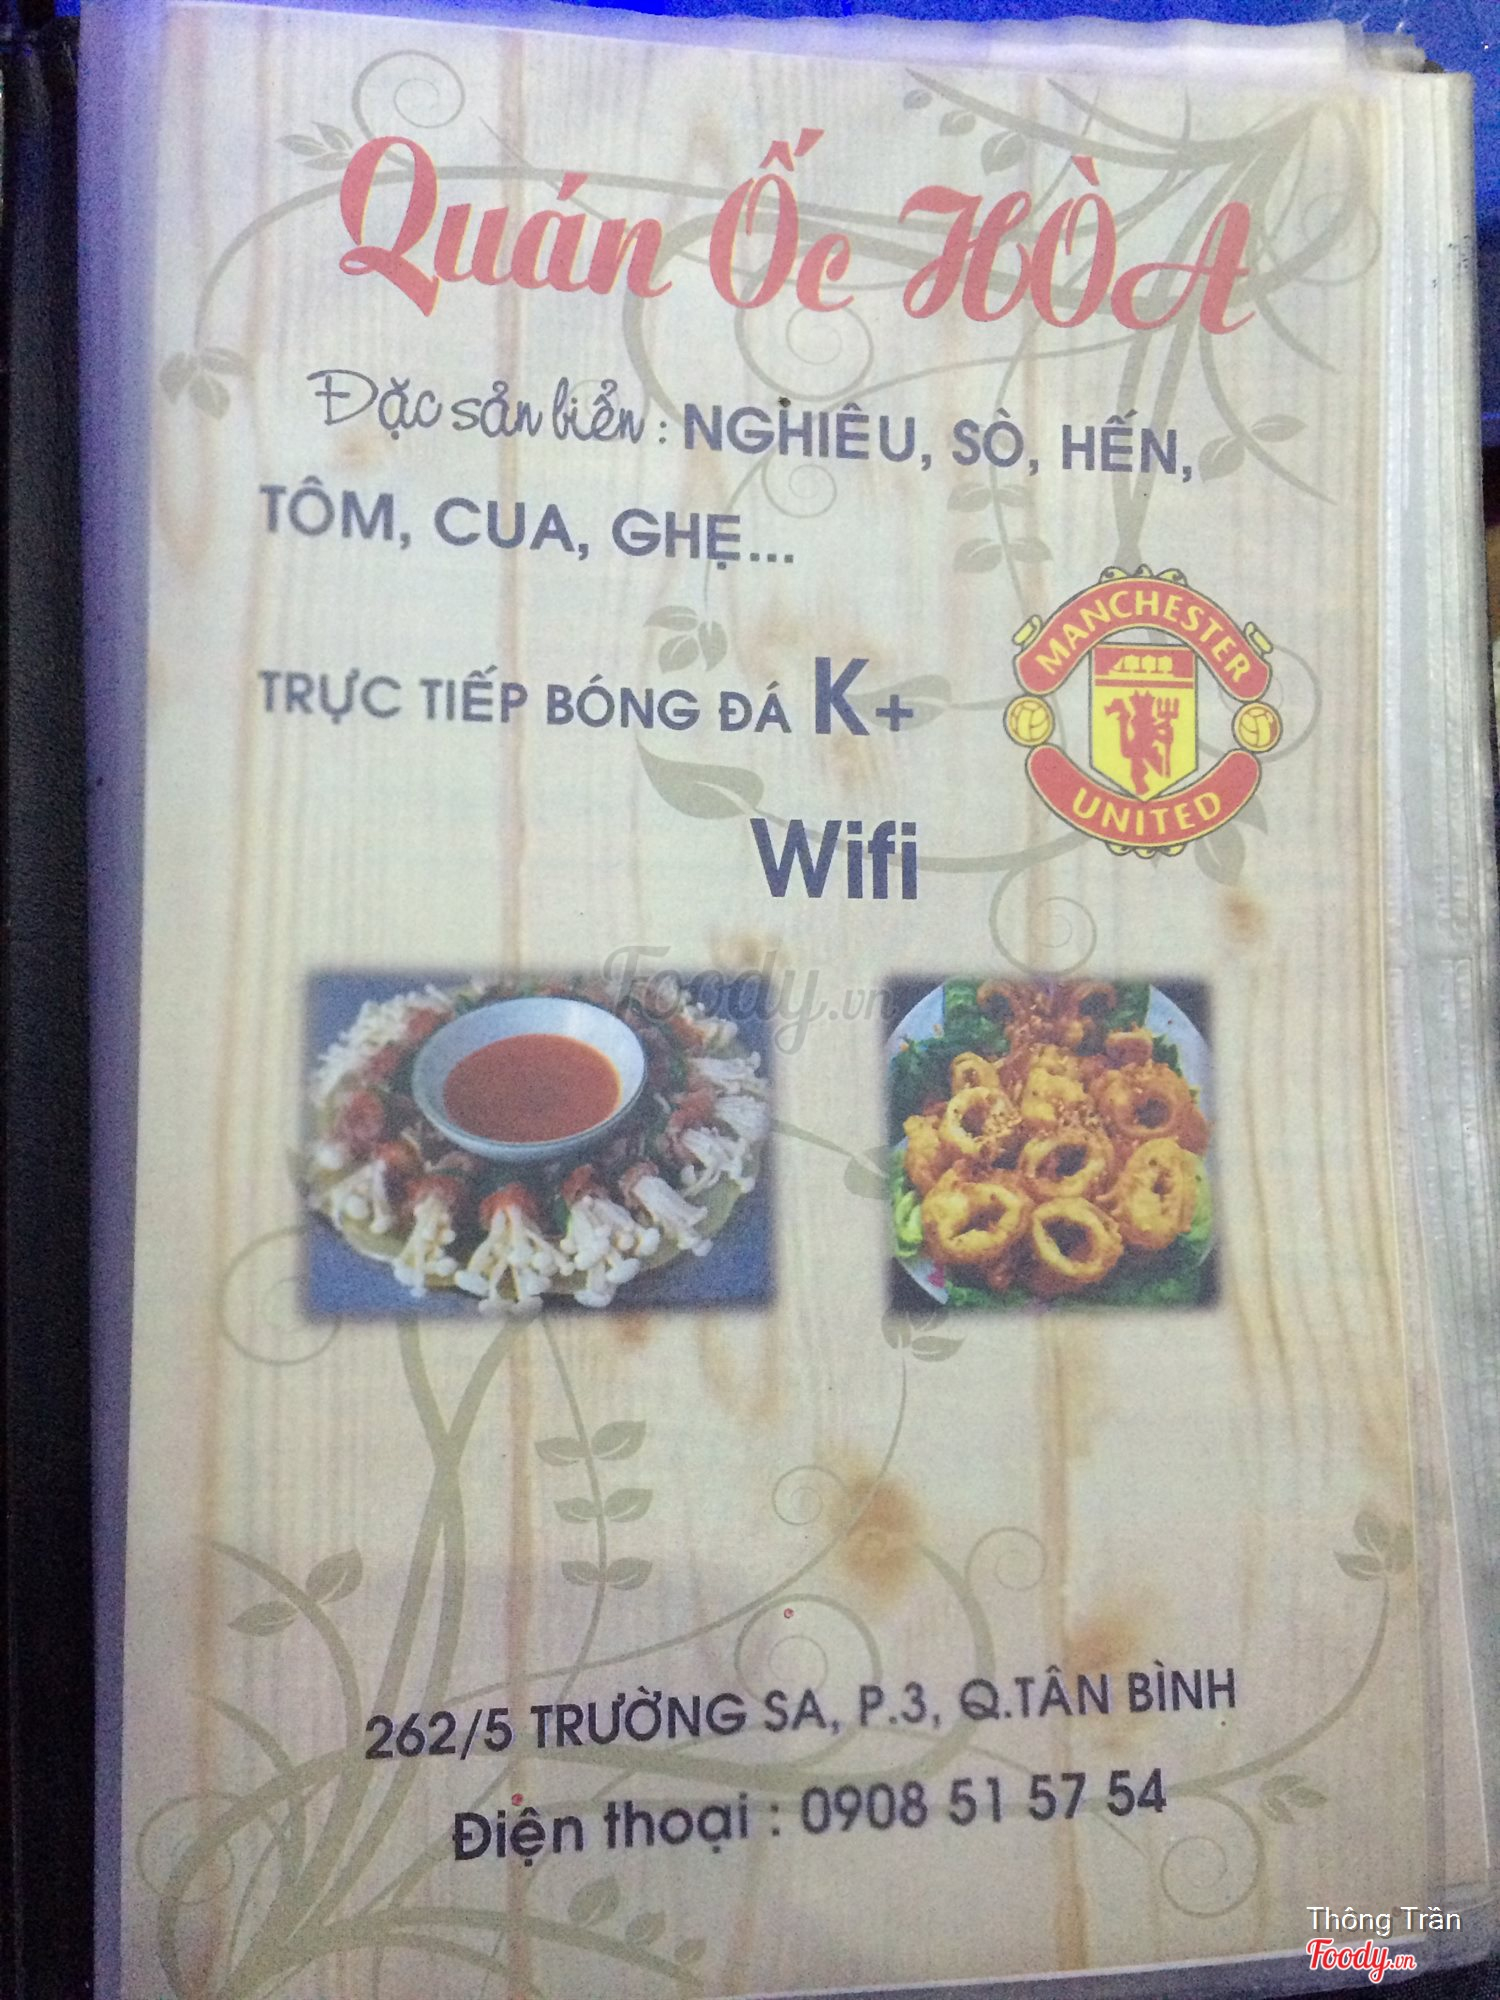 Quán Ốc HÒA
Đặc sản biển : NGHIÊU, SÒ, HẾN,
TÔM, CUA, GHẸ...
MANCHESTER
UNITED
TRỰC TIẾP BÓNG ĐÁ K+
Wifi
Foody.vn
262/5 TRƯỜNG SA, P.3, Q.TÂN BÌNH
Điện thoại : 0908 51 57 54
Thông Trần
Foody.vn